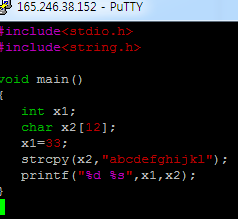 165.246.38.152 - PuTTY
#include<stdio.h>
#include<string.h>
void main()
{
int x1;
char x2[12];
x1=33;
strcpy(x2,"abcdefghijkl");
printf("%d %s",x1,x2);
}